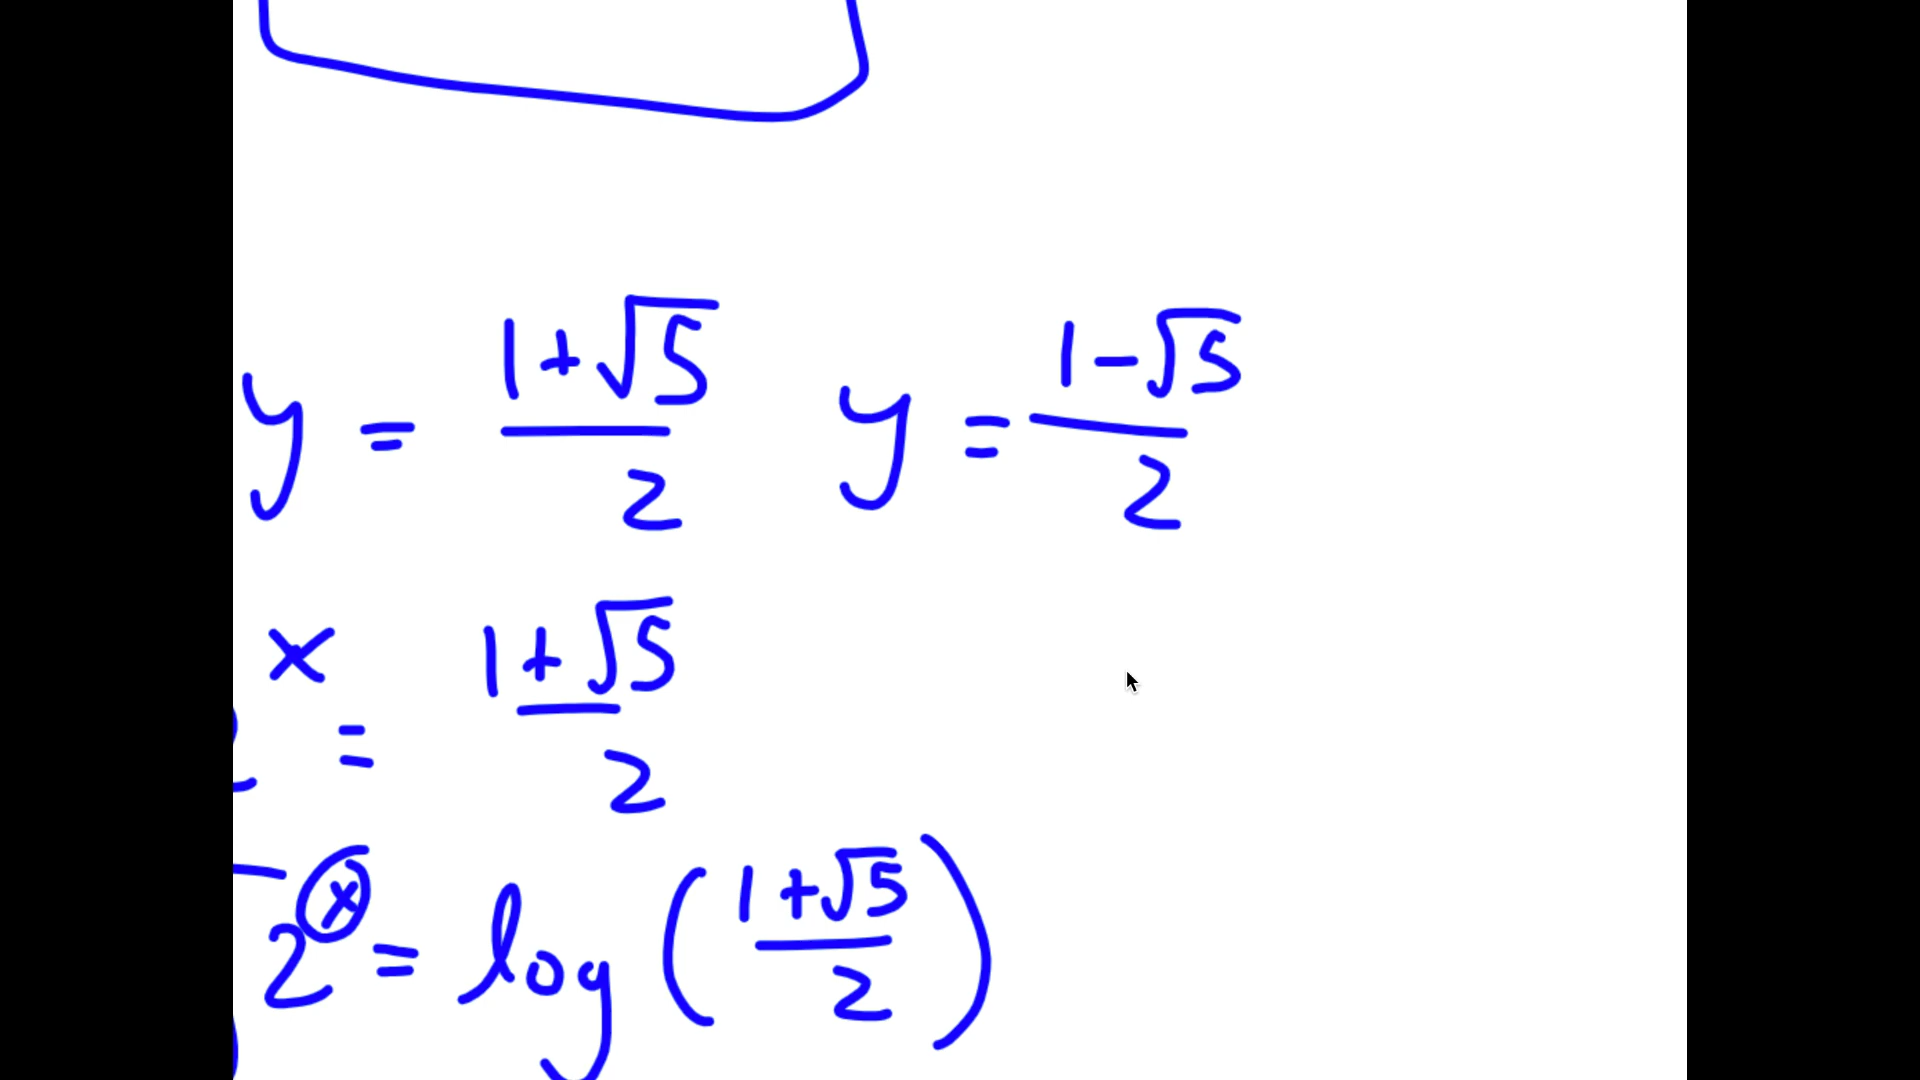 y = (1+√5)/2 y = (1-√5)/2
x = (1+√5)/2
2^x = log((1+√5)/2)